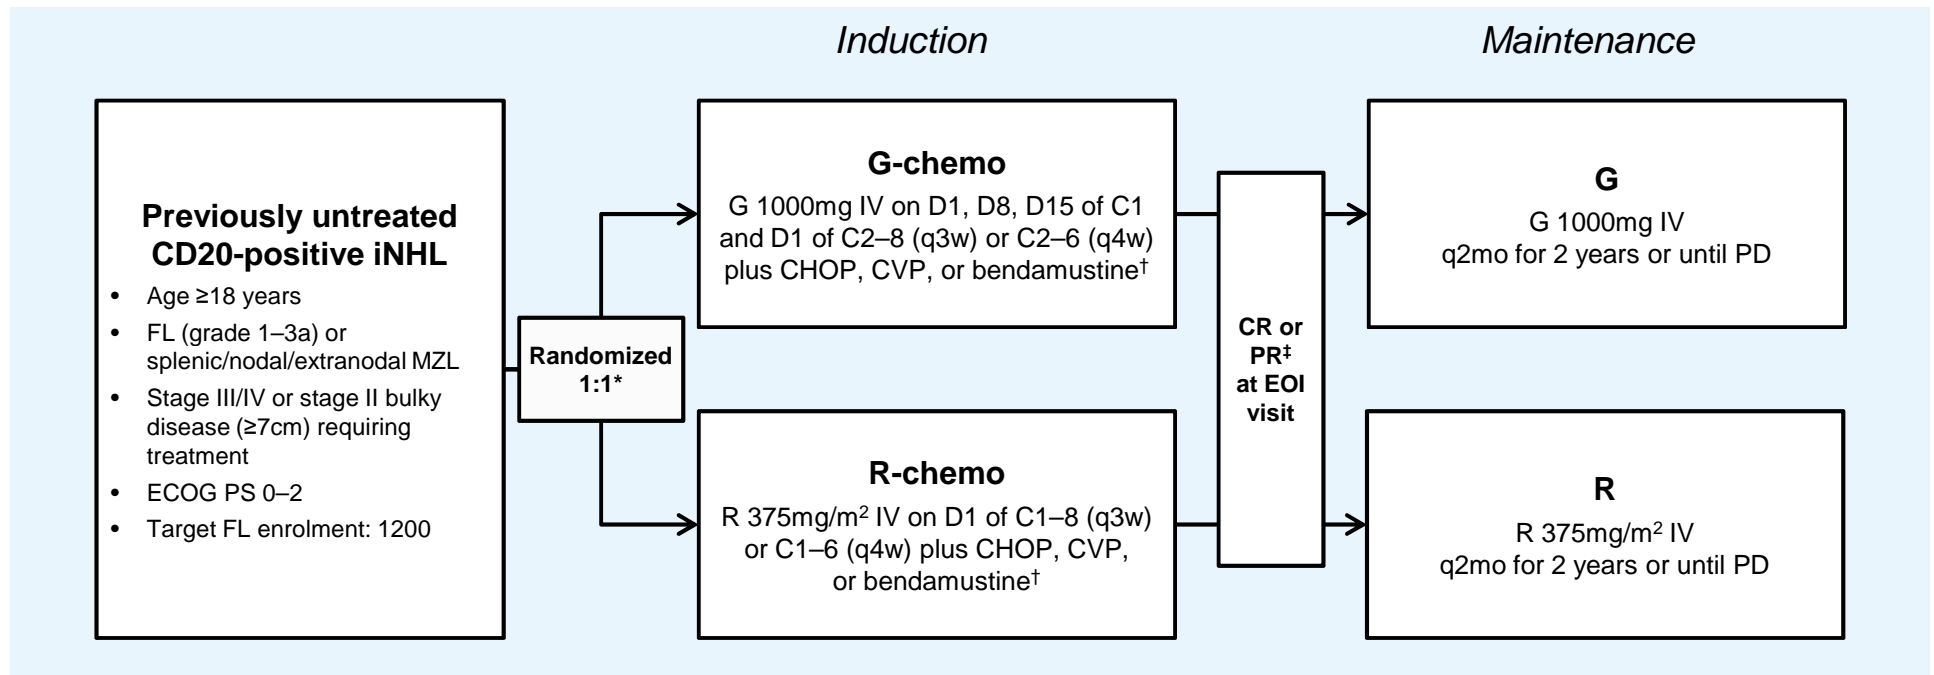 Induction
Maintenance
Previously untreated
CD20-positive iNHL
• Age ≥18 years
• FL (grade 1–3a) or
splenic/nodal/extranodal MZL
• Stage III/IV or stage II bulky
disease (≥7cm) requiring
treatment
• ECOG PS 0–2
• Target FL enrolment: 1200
Randomized
1:1*
G-chemo
G 1000mg IV on D1, D8, D15 of C1
and D1 of C2–8 (q3w) or C2–6 (q4w)
plus CHOP, CVP, or bendamustine†
R-chemo
R 375mg/m² IV on D1 of C1–8 (q3w)
or C1–6 (q4w) plus CHOP, CVP,
or bendamustine†
CR or
PR‡
at EOI
visit
G
G 1000mg IV
q2mo for 2 years or until PD
R
R 375mg/m² IV
q2mo for 2 years or until PD